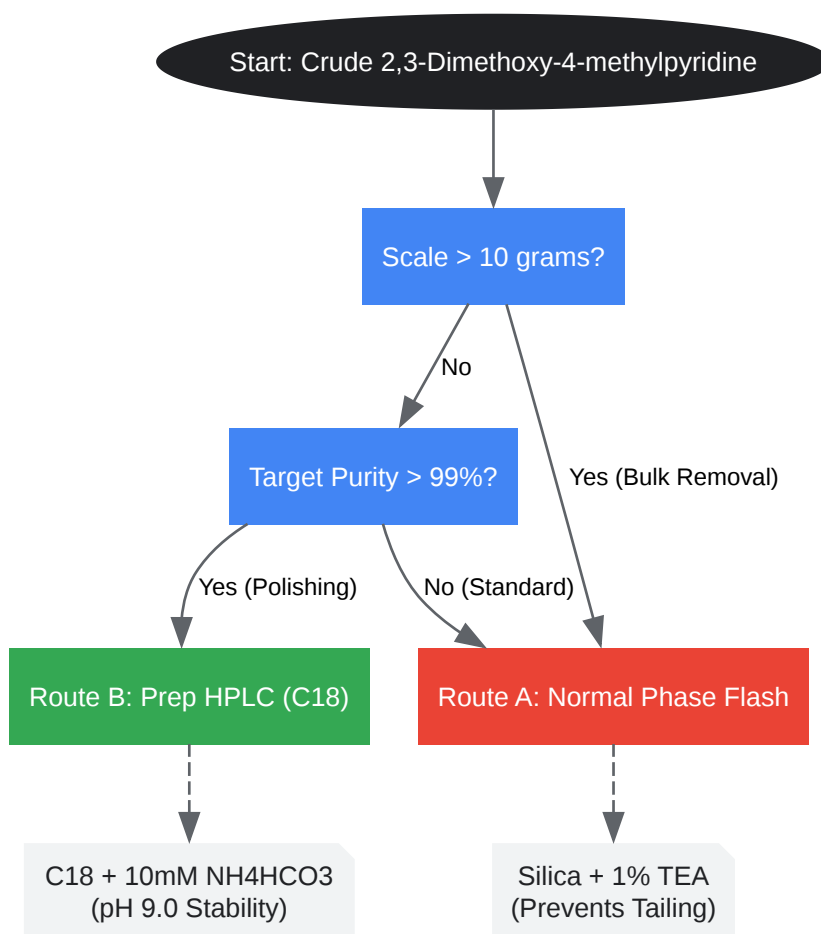 Start: Crude 2,3-Dimethoxy-4-methylpyridine
Scale > 10 grams?
No
Target Purity > 99%?
Yes (Bulk Removal)
Yes (Polishing)
No (Standard)
Route B: Prep HPLC (C18)
Route A: Normal Phase Flash
C18 + 10mM NH4HCO3
(pH 9.0 Stability)
Silica + 1% TEA
(Prevents Tailing)